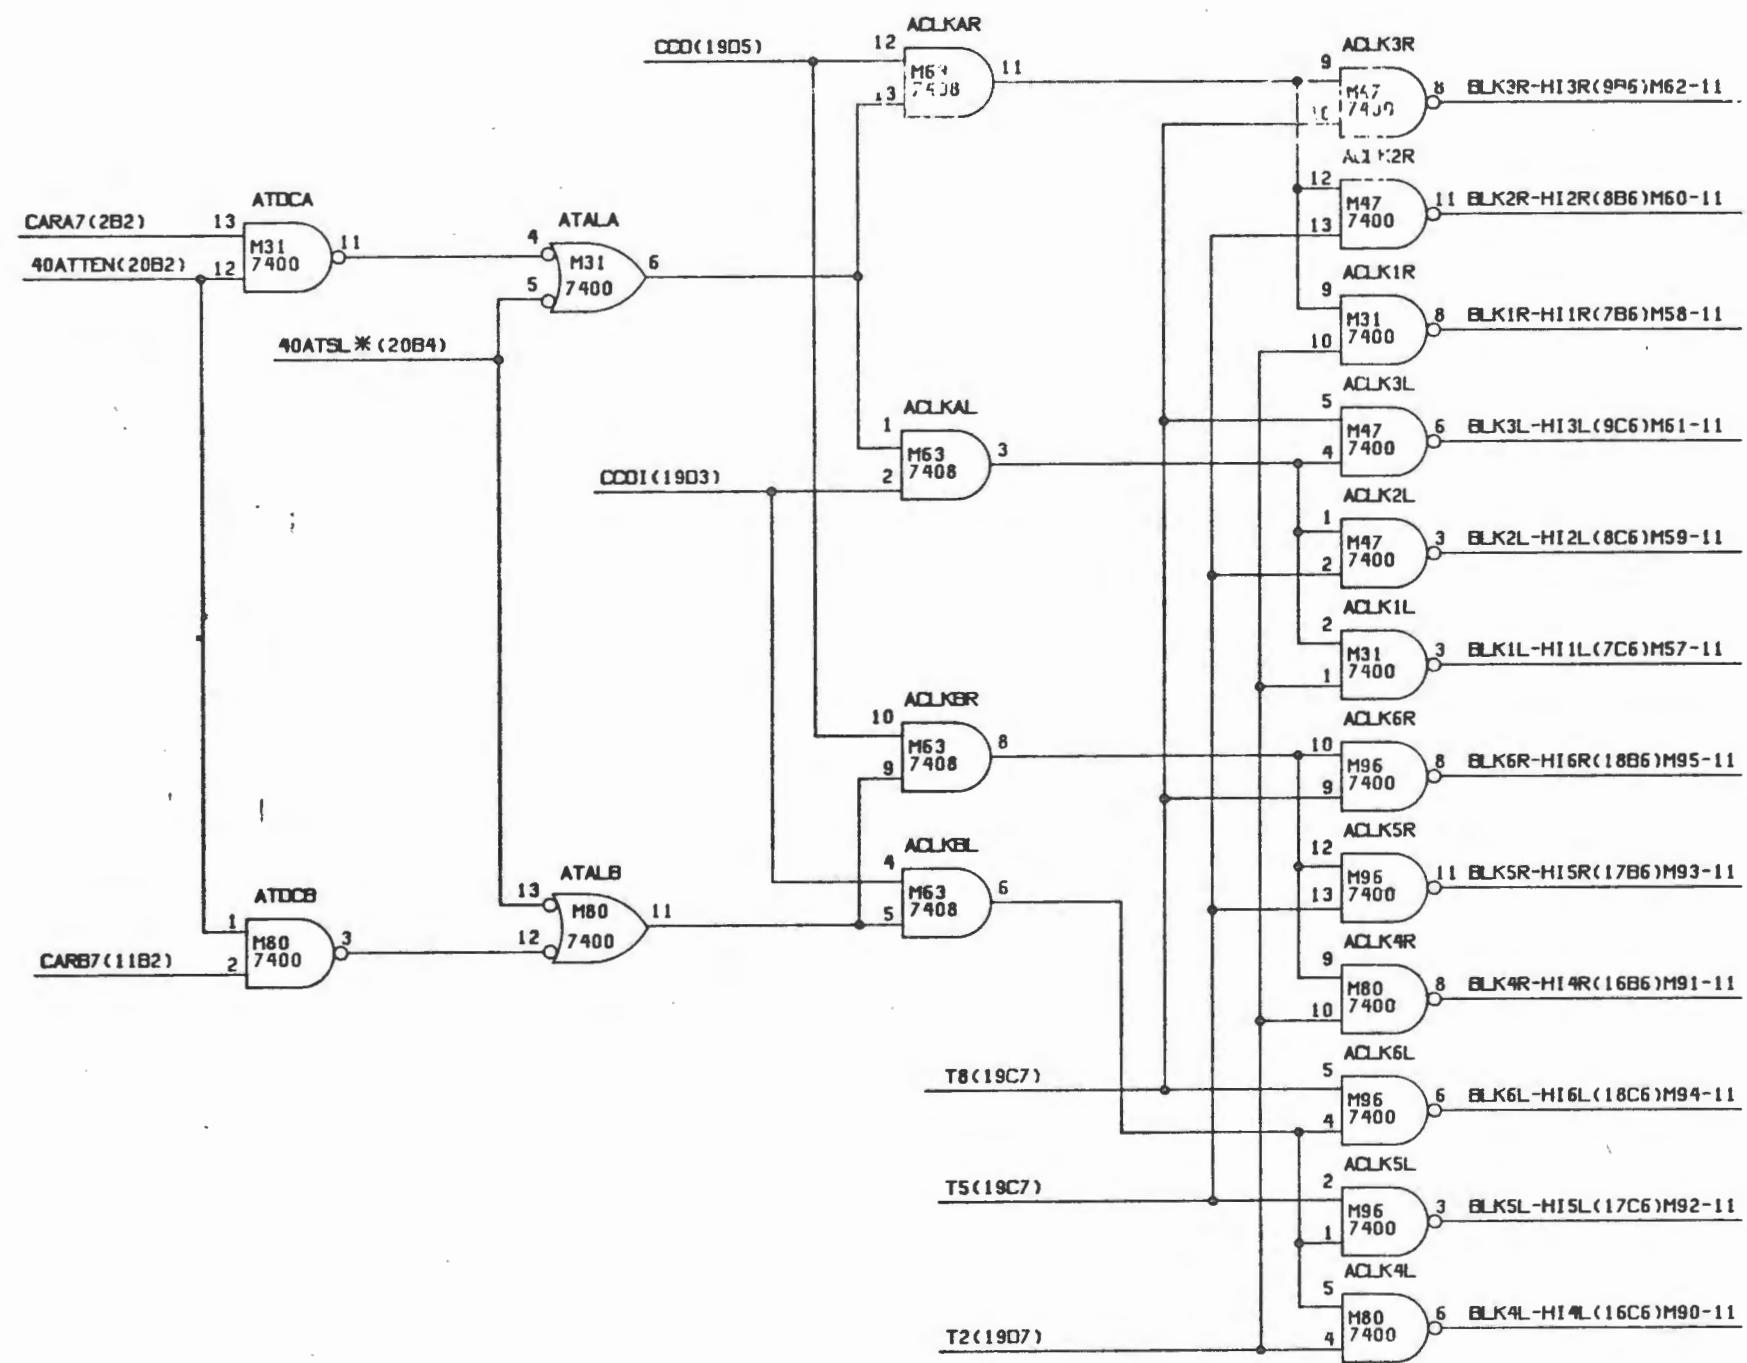 ACLKAR
CCO(19D5)
12
M63
7408
11
13
ACLK3R
9
M47
7400
8
BLK3R-HI3R(9B6)M62-11
10
ACLK2R
12
M47
7400
11
BLK2R-HI2R(8B6)M60-11
13
ATDCA
CARA7(2B2)
13
M31
7400
11
40ATTEN(20B2)
12
ATALA
4
M31
7400
6
5
ACLK1R
9
M31
7400
8
BLK1R-HI1R(7B6)M58-11
10
40ATSL*(20B4)
ACLK3L
5
M47
7400
6
BLK3L-HI3L(9C6)M61-11
4
ACLKAL
1
M63
7408
3
CCOI(19D3)
2
ACLK2L
1
M47
7400
3
BLK2L-HI2L(8C6)M59-11
2
ACLK1L
2
M31
7400
3
BLK1L-HI1L(7C6)M57-11
1
ACLKBR
10
M63
7408
8
9
ACLK6R
10
M96
7400
8
BLK6R-HI6R(18B6)M95-11
9
ACLKBL
4
M63
7408
6
5
ACLK5R
12
M96
7400
11
BLK5R-HI5R(17B6)M93-11
13
ATALB
13
M80
7400
11
12
ATDCB
1
M80
7400
3
CARB7(11B2)
2
ACLK4R
9
M80
7400
8
BLK4R-HI4R(16B6)M91-11
10
T8(19C7)
ACLK6L
5
M96
7400
6
BLK6L-HI6L(18C6)M94-11
4
T5(19C7)
ACLK5L
2
M96
7400
3
BLK5L-HI5L(17C6)M92-11
1
ACLK4L
5
M80
7400
6
BLK4L-HI4L(16C6)M90-11
T2(19D7)
4